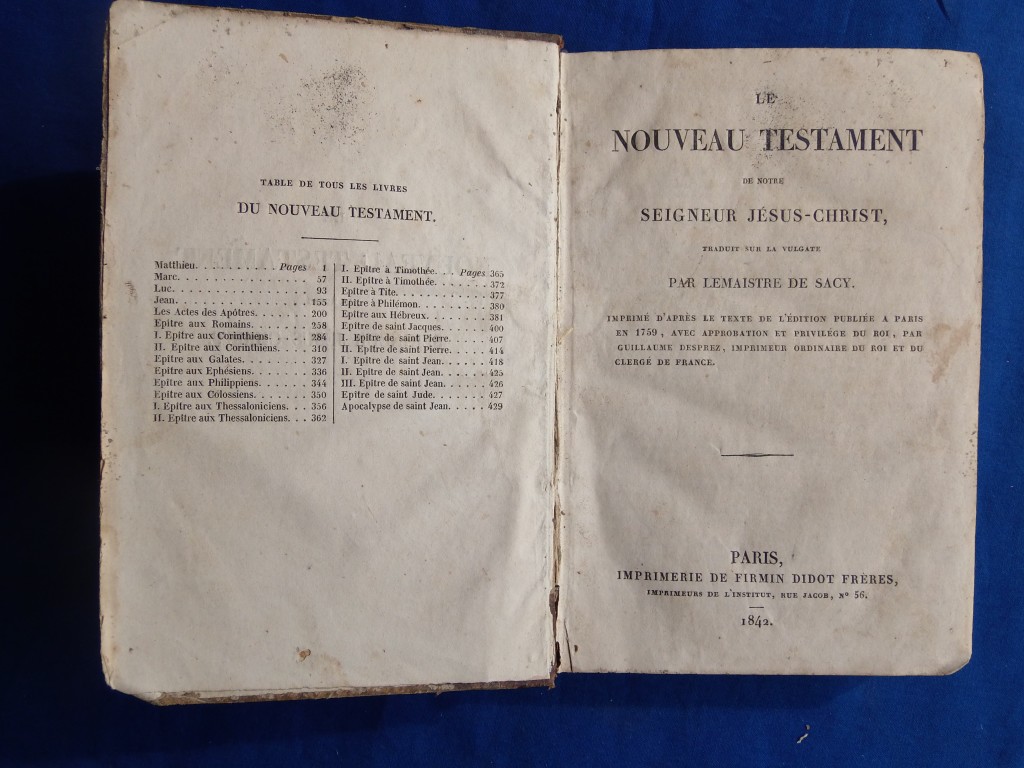 TABLE DE TOUS LES LIVRES
DU NOUVEAU TESTAMENT.
Matthieu. . . . . . . . . . Pages 1
Marc. . . . . . . . . . . . . . . . 57
Luc. . . . . . . . . . . . . . . . . 93
Jean. . . . . . . . . . . . . . . . 155
Les Actes des Apôtres. . . . . . 200
Epître aux Romains. . . . . . . 258
I. Epître aux Corinthiens. . . . . 284
II. Epître aux Corinthiens. . . . 310
Epître aux Galates. . . . . . . . 327
Epître aux Ephésiens. . . . . . 336
Epître aux Philippiens. . . . . . 344
Epître aux Colossiens. . . . . . 350
I. Epître aux Thessaloniciens. . . 356
II. Epître aux Thessaloniciens. . . 362
I. Epître à Timothée. . . Pages 365
II. Epître à Timothée. . . . . . . 372
Epître à Tite. . . . . . . . . . . 377
Epître à Philémon. . . . . . . . 380
Epître aux Hébreux. . . . . . . 381
Epître de saint Jacques. . . . . 400
I. Epître de saint Pierre. . . . . 407
II. Epître de saint Pierre. . . . . 414
I. Epître de saint Jean. . . . . . 418
II. Epître de saint Jean. . . . . 425
III. Epître de saint Jean. . . . . 426
Epître de saint Jude. . . . . . 427
Apocalypse de saint Jean. . . . . 429
LE
NOUVEAU TESTAMENT
DE NOTRE
SEIGNEUR JÉSUS-CHRIST,
TRADUIT SUR LA VULGATE
PAR LEMAISTRE DE SACY.
IMPRIMÉ D'APRÈS LE TEXTE DE L'ÉDITION PUBLIÉE A PARIS
EN 1759, AVEC APPROBATION ET PRIVILÉGE DU ROI, PAR
GUILLAUME DESPREZ, IMPRIMEUR ORDINAIRE DU ROI ET DU
CLERGÉ DE FRANCE.
PARIS,
IMPRIMERIE DE FIRMIN DIDOT FRÈRES,
IMPRIMEURS DE L'INSTITUT, RUE JACOB, Nº 56.
1842.